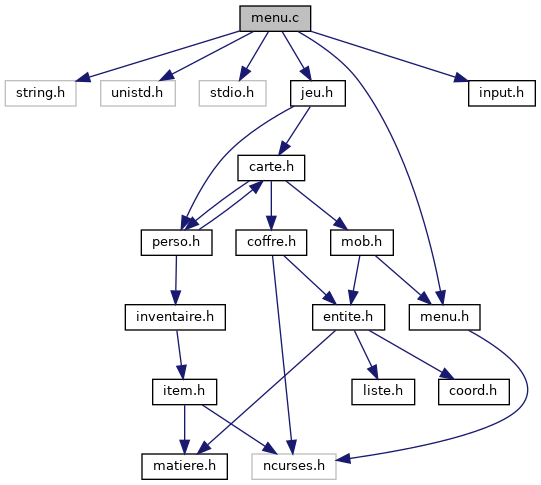 menu.c
string.h
unistd.h
stdio.h
jeu.h
input.h
carte.h
perso.h
coffre.h
mob.h
inventaire.h
entite.h
menu.h
item.h
liste.h
coord.h
matiere.h
ncurses.h